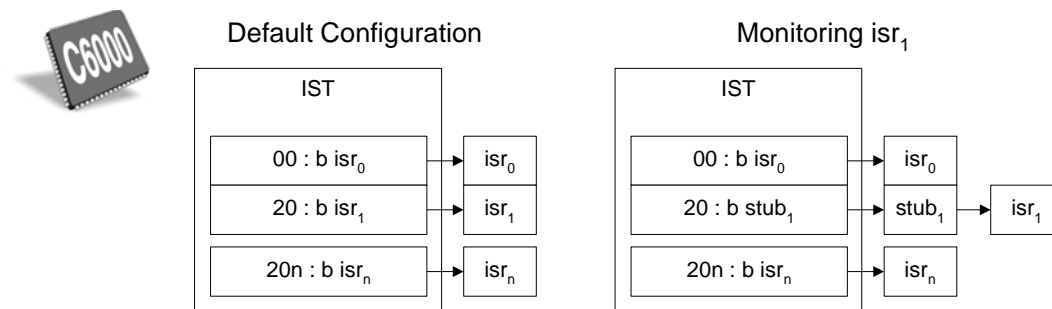 C6000
Default Configuration
Monitoring isr₁
IST
00 : b isr₀
isr₀
20 : b isr₁
isr₁
20n : b isrₙ
isrₙ
IST
00 : b isr₀
isr₀
20 : b stub₁
stub₁
isr₁
20n : b isrₙ
isrₙ